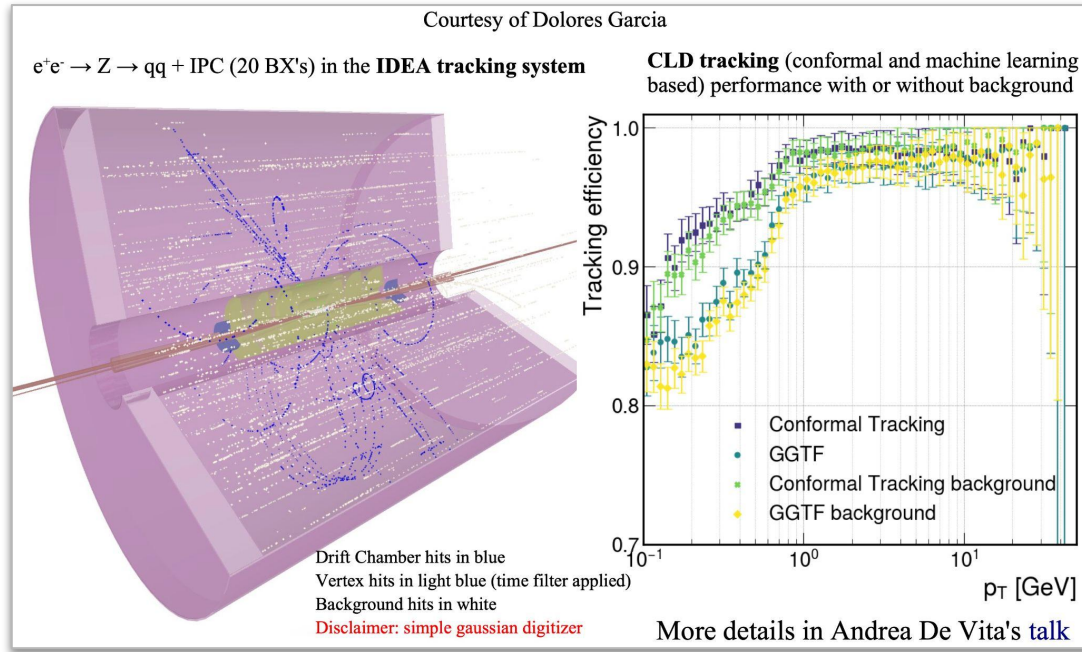 Courtesy of Dolores Garcia
e⁺e⁻ → Z → qq + IPC (20 BX's) in the IDEA tracking system
Drift Chamber hits in blue
Vertex hits in light blue (time filter applied)
Background hits in white
Disclaimer: simple gaussian digitizer
CLD tracking (conformal and machine learning
based) performance with or without background
Tracking efficiency
1.0
0.9
0.8
0.7
Conformal Tracking
GGTF
Conformal Tracking background
GGTF background
10⁻¹ 10⁰ 10¹
p_T [GeV]
More details in Andrea De Vita's talk